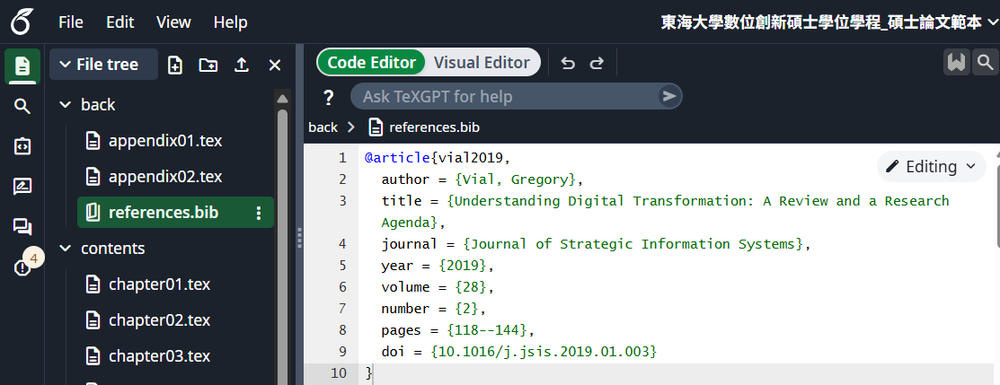 File Edit View Help
東海大學數位創新碩士學位學程_碩士論文範本
File tree
Code Editor Visual Editor
? Ask TeXGPT for help
back
appendix01.tex
appendix02.tex
references.bib
contents
chapter01.tex
chapter02.tex
chapter03.tex
4
back > references.bib
Editing
1 @article{vial2019,
2 author = {Vial, Gregory},
3 title = {Understanding Digital Transformation: A Review and a Research
Agenda},
4 journal = {Journal of Strategic Information Systems},
5 year = {2019},
6 volume = {28},
7 number = {2},
8 pages = {118--144},
9 doi = {10.1016/j.jsis.2019.01.003}
10 }